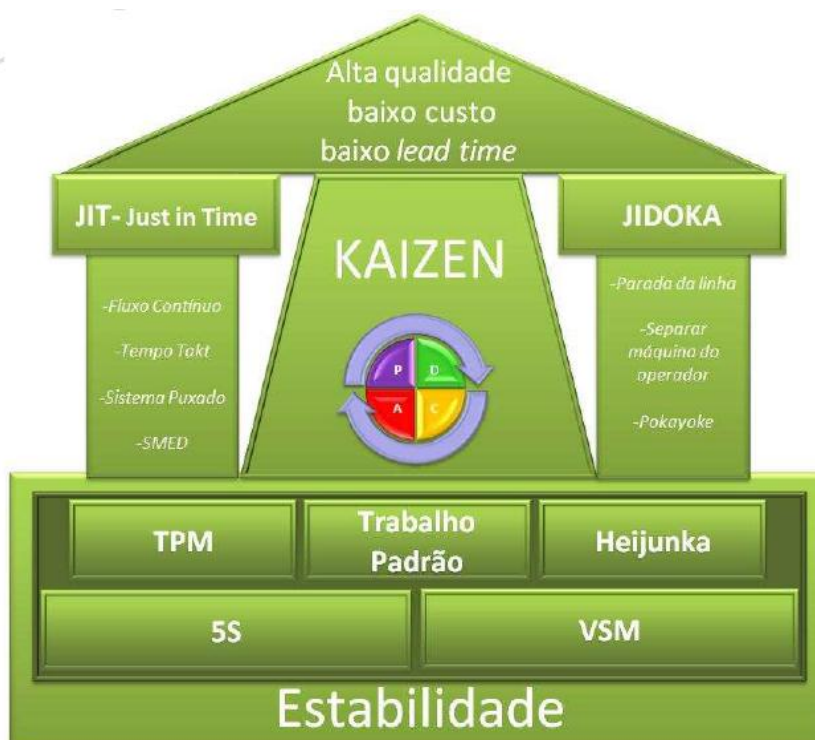 Alta qualidade
baixo custo
baixo lead time
JIT- Just in Time
KAIZEN
JIDOKA
-Fluxo Contínuo
-Tempo Takt
-Sistema Puxado
-SMED
P D
A C
-Parada da linha
-Separar
máquina do
operador
-Pokayoke
TPM
Trabalho
Padrão
Heijunka
5S
VSM
Estabilidade